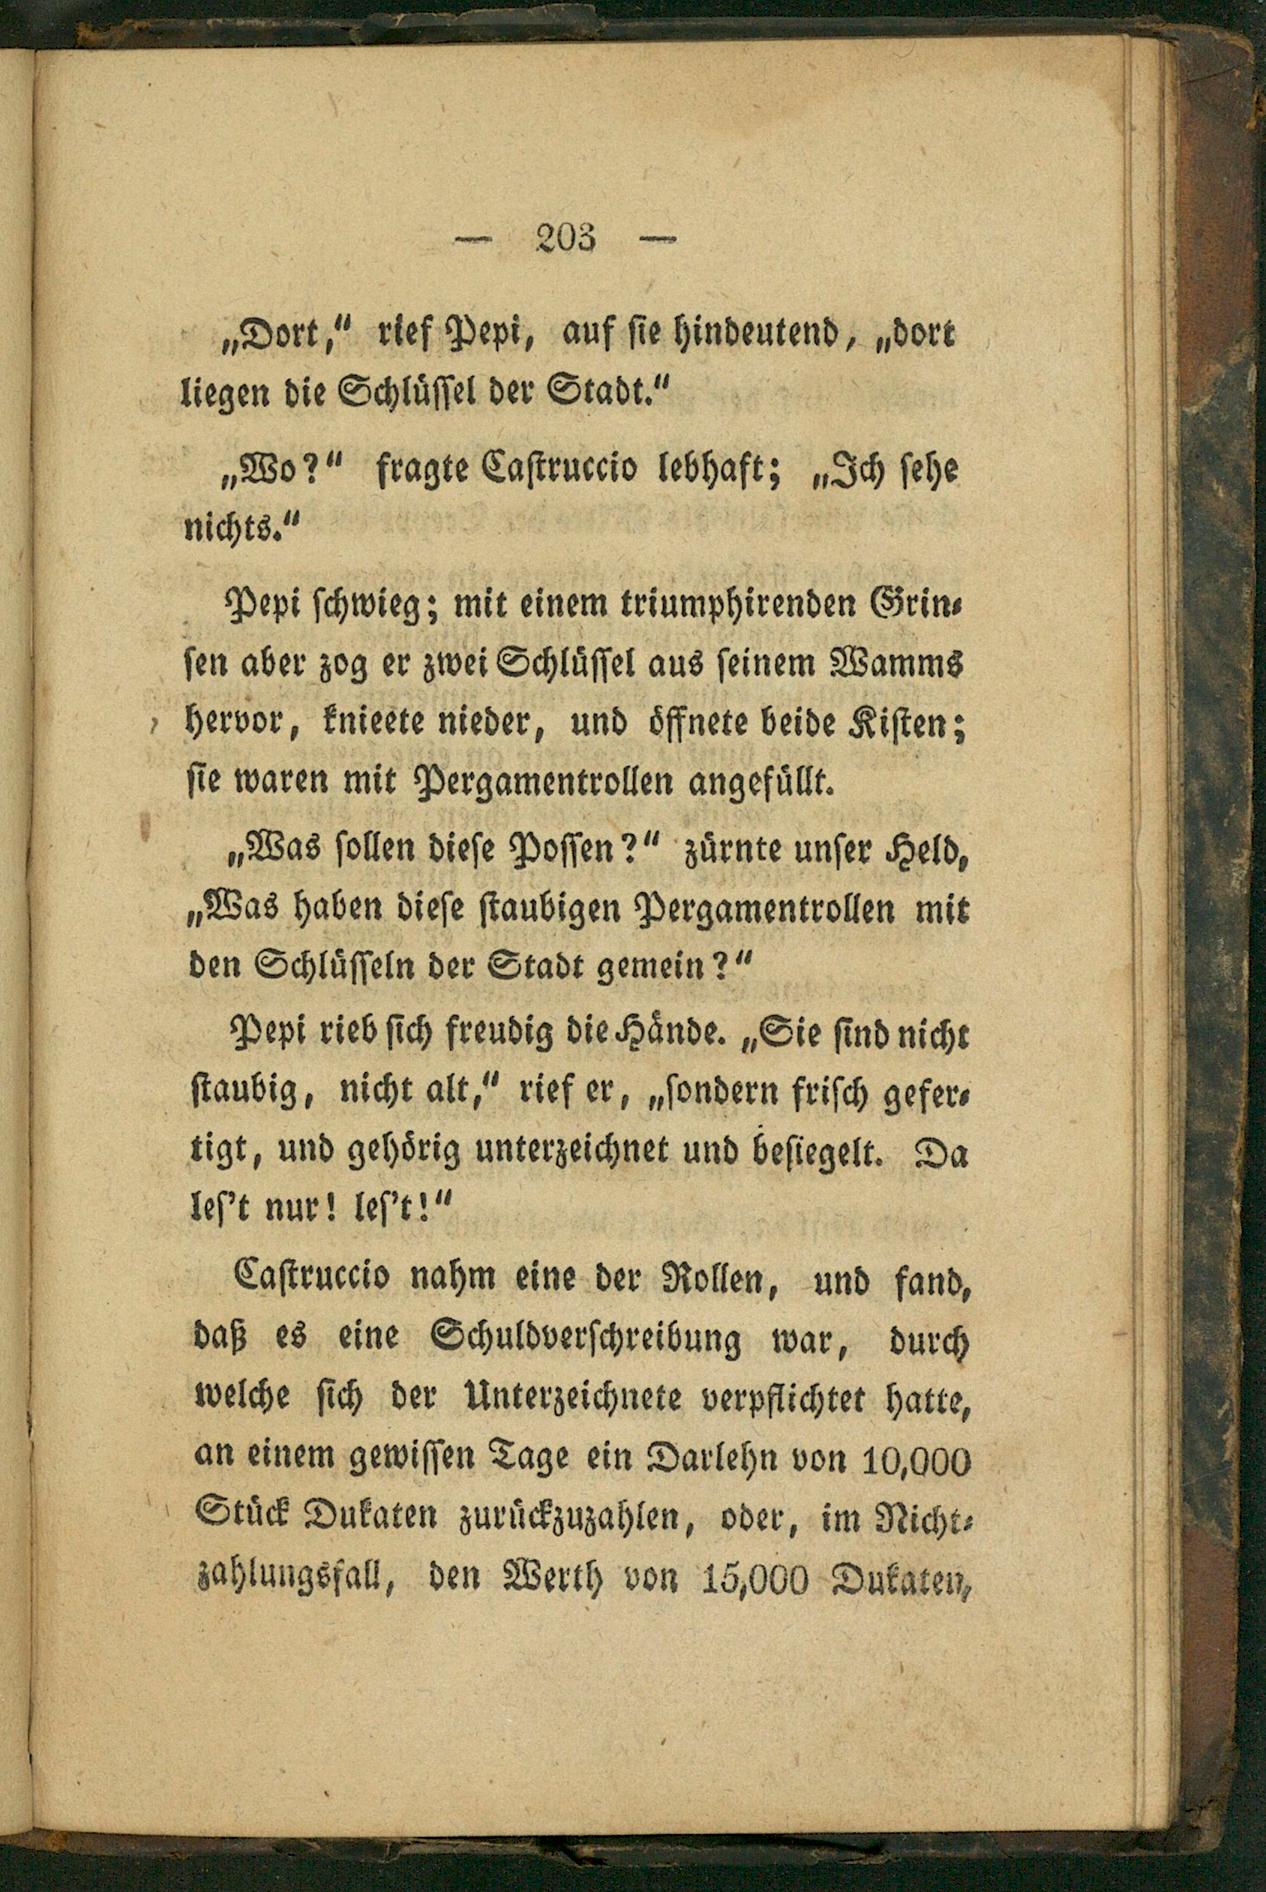 — 203 —
„Dort,“ rief Pepi, auf sie hindeutend, „dort
liegen die Schlüssel der Stadt.“
„Wo?“ fragte Castruccio lebhaft; „Ich sehe
nichts.“
Pepi schwieg; mit einem triumphirenden Grin-
sen aber zog er zwei Schlüssel aus seinem Wamms
hervor, knieete nieder, und öffnete beide Kisten;
sie waren mit Pergamentrollen angefüllt.
„Was sollen diese Possen?“ zürnte unser Held,
„Was haben diese staubigen Pergamentrollen mit
den Schlüsseln der Stadt gemein?“
Pepi rieb sich freudig die Hände. „Sie sind nicht
staubig, nicht alt,“ rief er, „sondern frisch gefer-
tigt, und gehörig unterzeichnet und besiegelt. Da
les't nur! les't!“
Castruccio nahm eine der Rollen, und fand,
daß es eine Schuldverschreibung war, durch
welche sich der Unterzeichnete verpflichtet hatte,
an einem gewissen Tage ein Darlehn von 10,000
Stück Dukaten zurückzuzahlen, oder, im Nicht-
zahlungsfall, den Werth von 15,000 Dukaten,